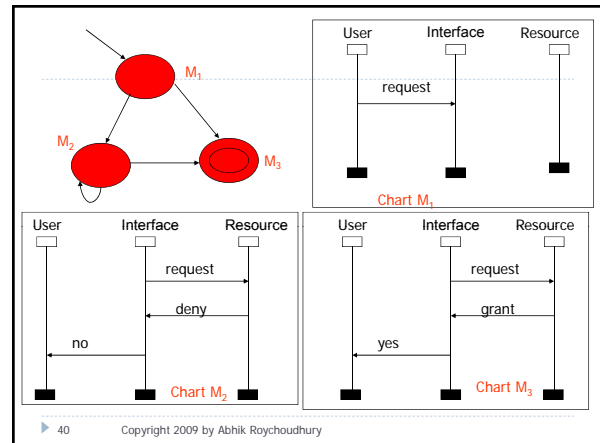 M1
M2
M3
User Interface Resource
request
Chart M1
User Interface Resource
request
deny
no
Chart M2
User Interface Resource
request
grant
yes
Chart M3
40 Copyright 2009 by Abhik Roychoudhury